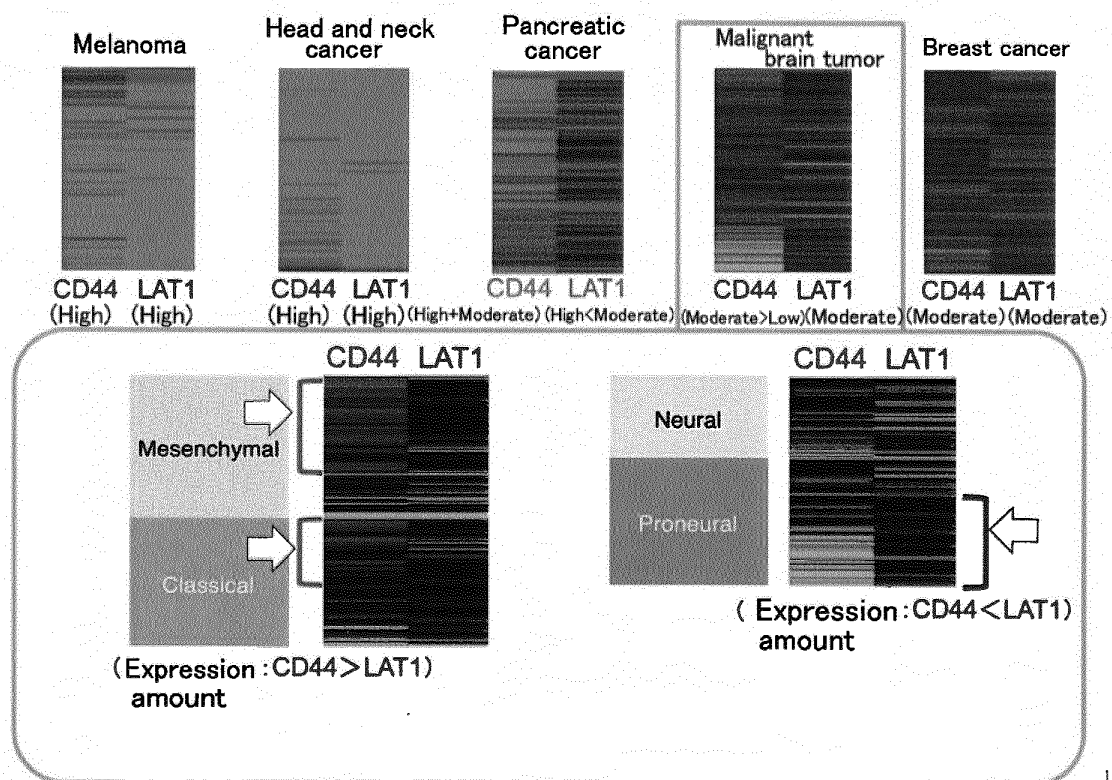 Melanoma
Head and neck
cancer
Pancreatic
cancer
Malignant
brain tumor
Breast cancer
CD44 LAT1
(High) (High)
CD44 LAT1
(High) (High)
CD44 LAT1
(High+Moderate) (High<Moderate)
CD44 LAT1
(Moderate>Low) (Moderate)
CD44 LAT1
(Moderate) (Moderate)
CD44 LAT1
Mesenchymal
Classical
(Expression:CD44>LAT1)
amount
CD44 LAT1
Neural
Proneural
( Expression:CD44<LAT1)
amount